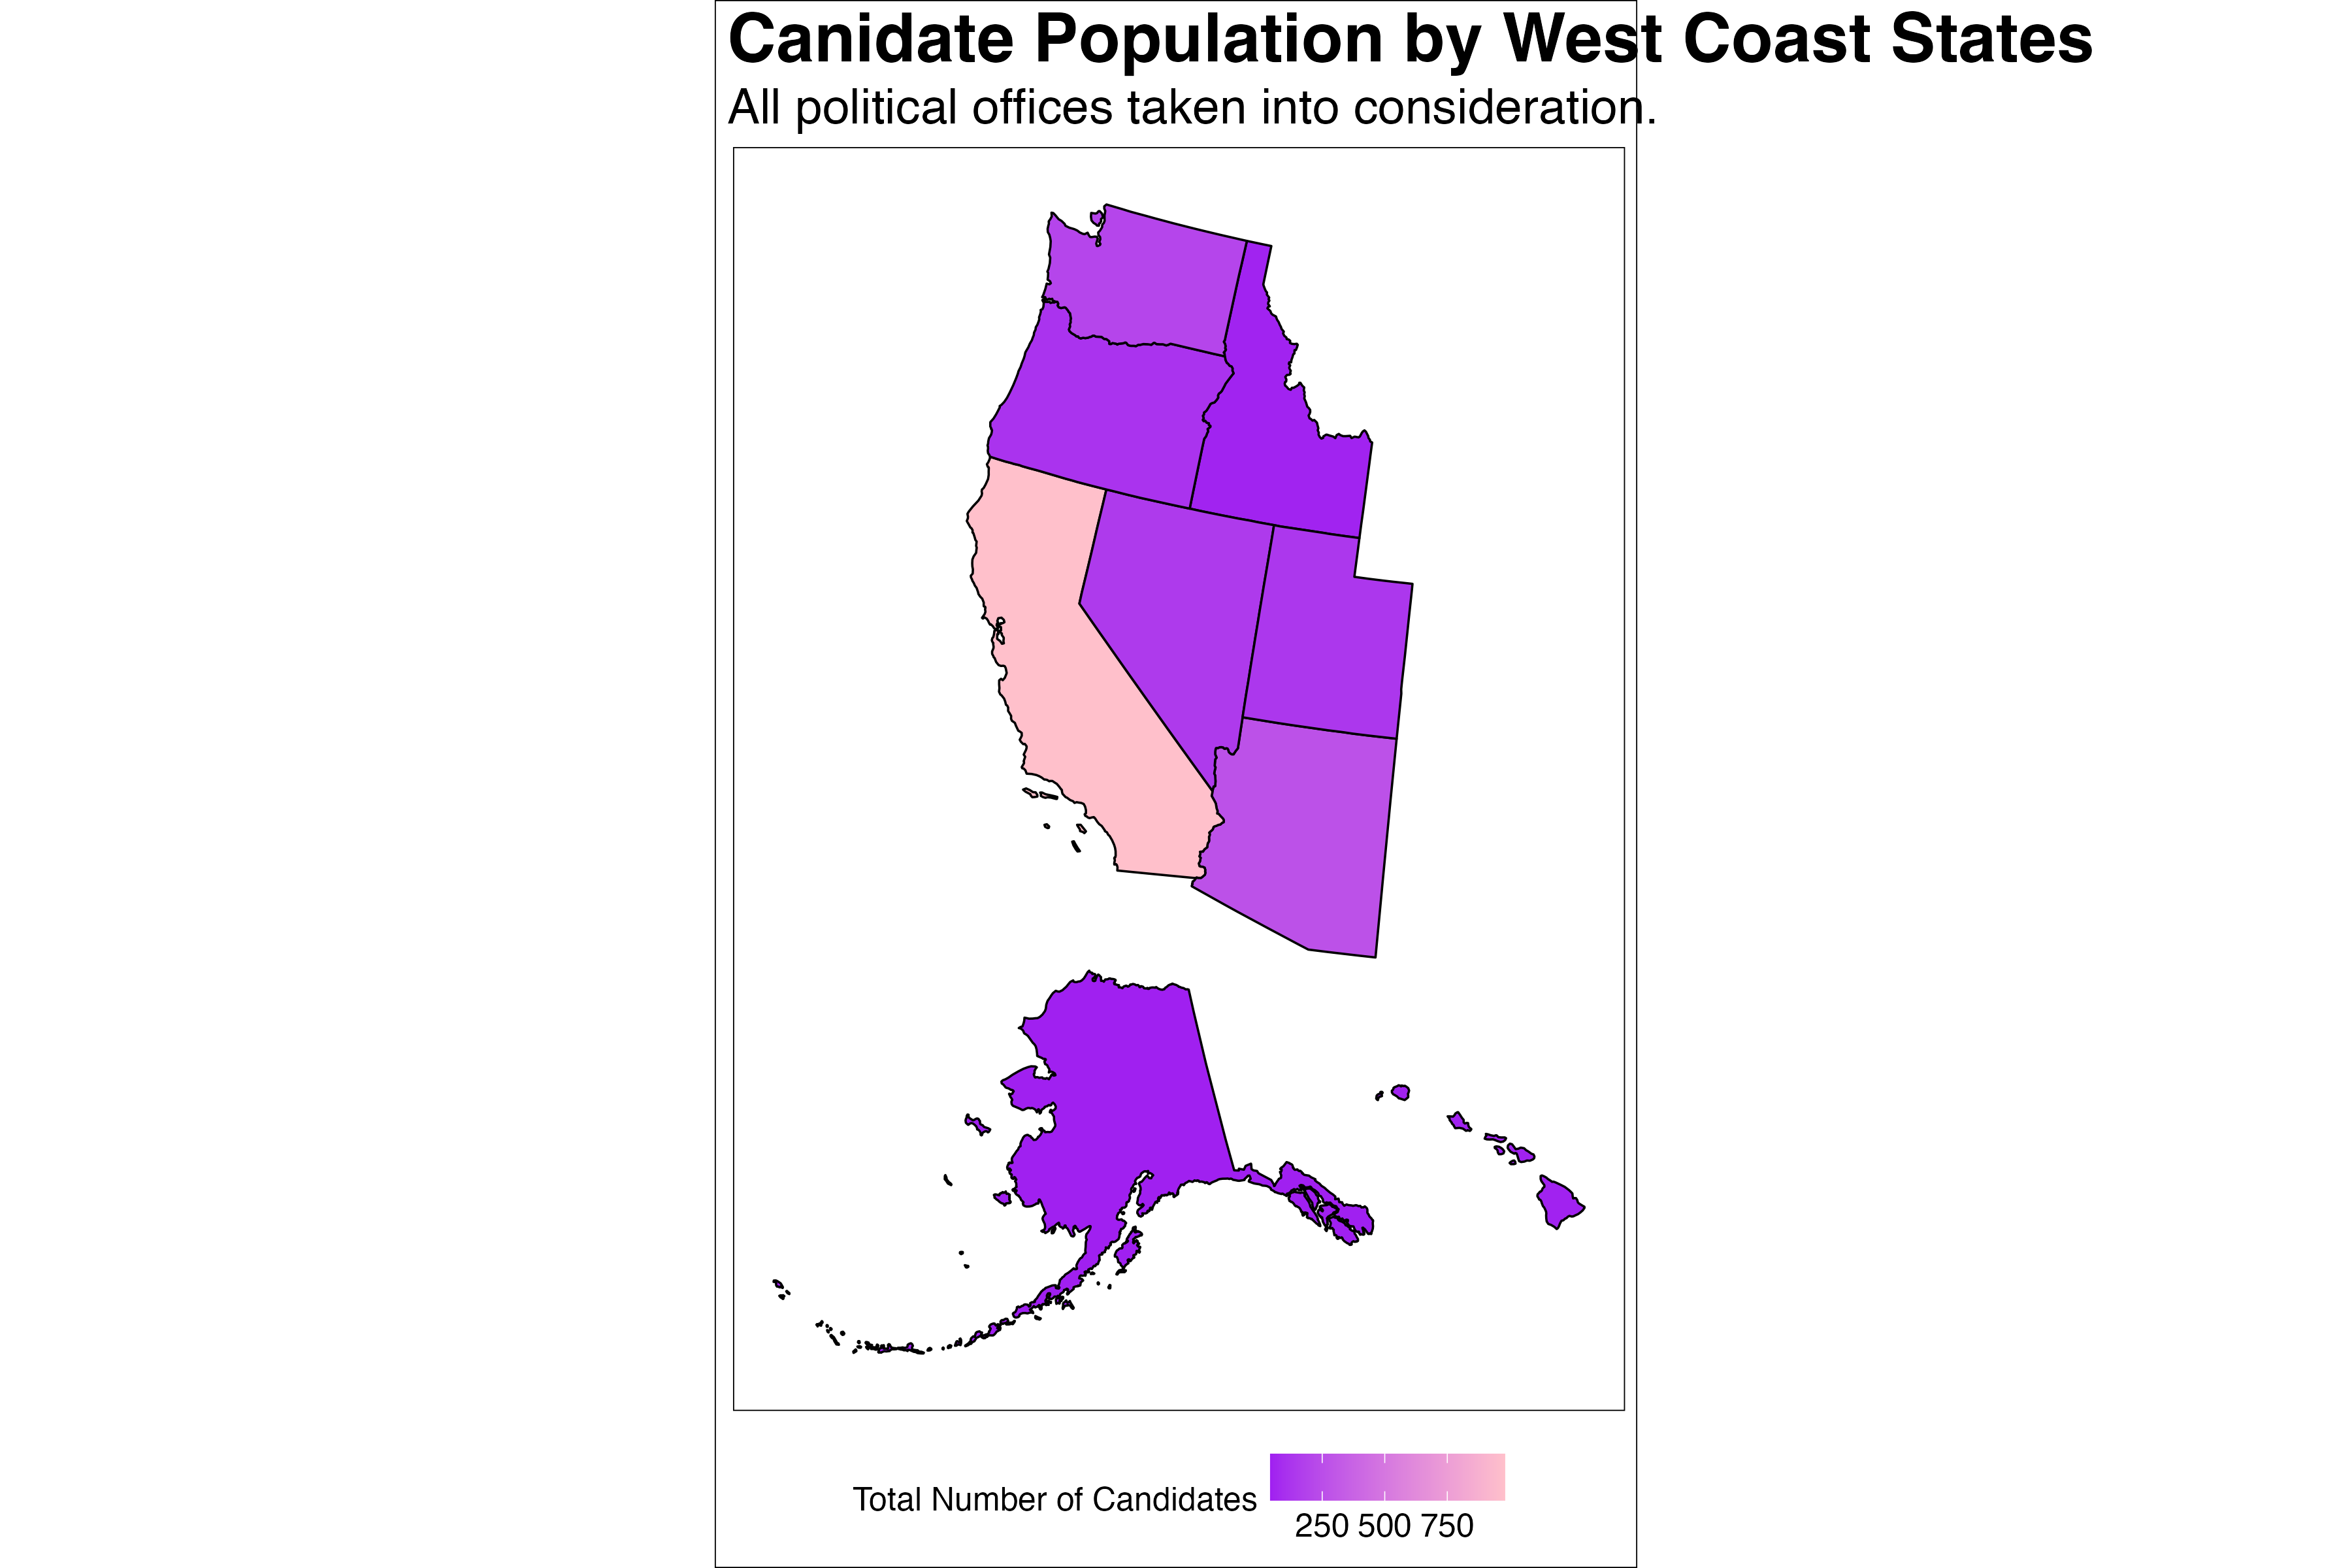 Canidate Population by West Coast States
All political offices taken into consideration.
Total Number of Candidates
250 500 750